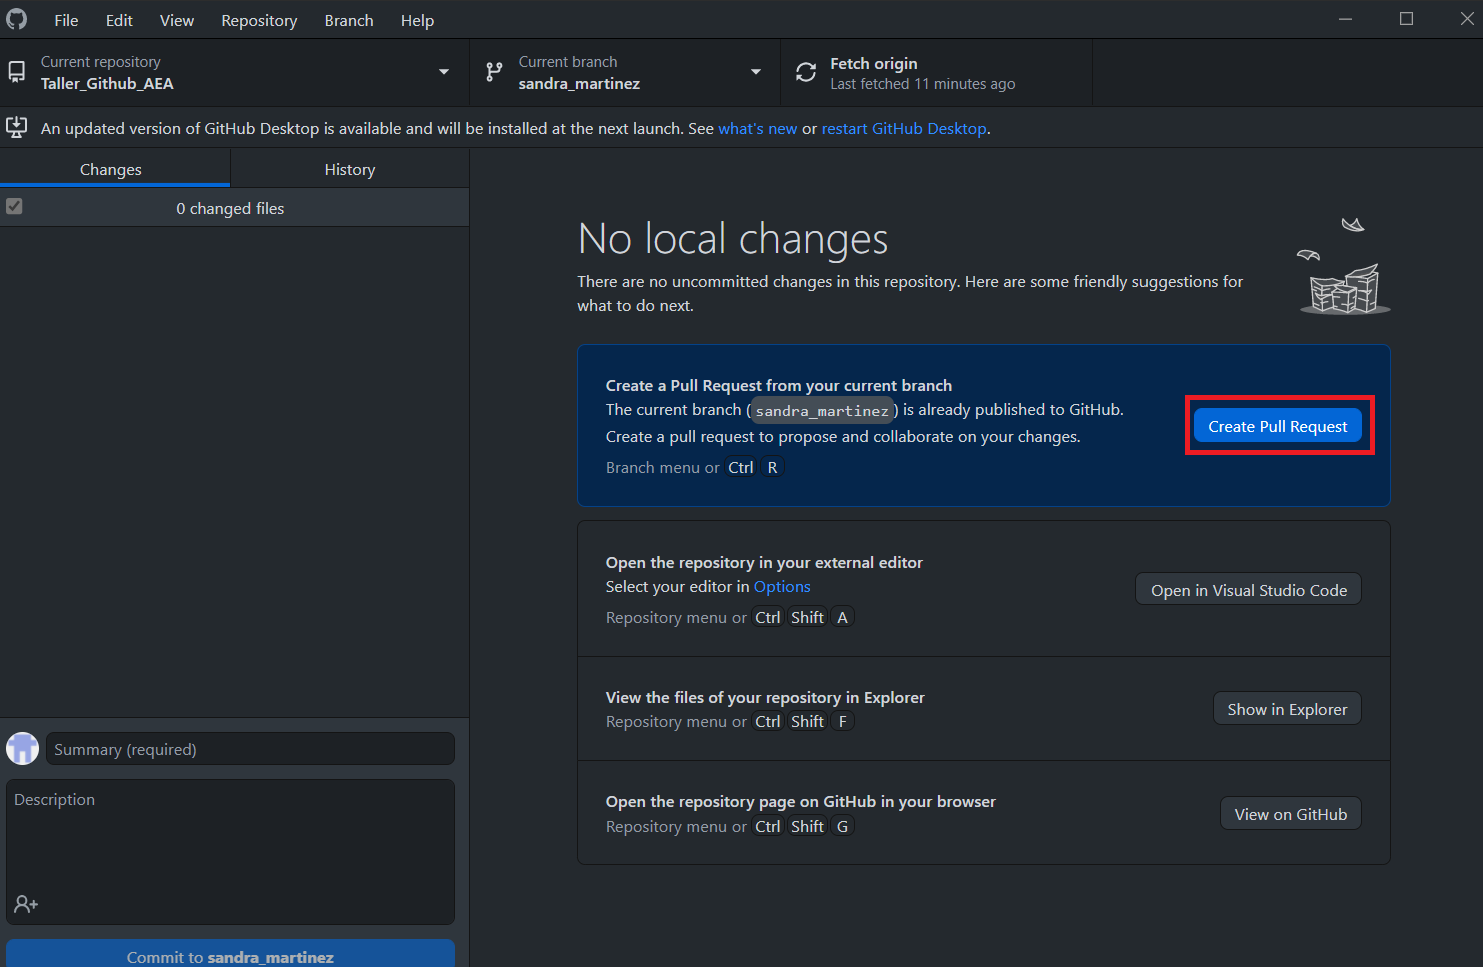 File Edit View Repository Branch Help
Current repository
Taller_Github_AEA
Current branch
sandra_martinez
Fetch origin
Last fetched 11 minutes ago
An updated version of GitHub Desktop is available and will be installed at the next launch. See what's new or restart GitHub Desktop.
Changes
History
0 changed files
No local changes
There are no uncommitted changes in this repository. Here are some friendly suggestions for
what to do next.
Create a Pull Request from your current branch
The current branch (sandra_martinez) is already published to GitHub.
Create a pull request to propose and collaborate on your changes.
Branch menu or Ctrl R
Create Pull Request
Open the repository in your external editor
Select your editor in Options
Repository menu or Ctrl Shift A
Open in Visual Studio Code
View the files of your repository in Explorer
Repository menu or Ctrl Shift F
Show in Explorer
Open the repository page on GitHub in your browser
Repository menu or Ctrl Shift G
View on GitHub
Summary (required)
Description
Commit to sandra_martinez